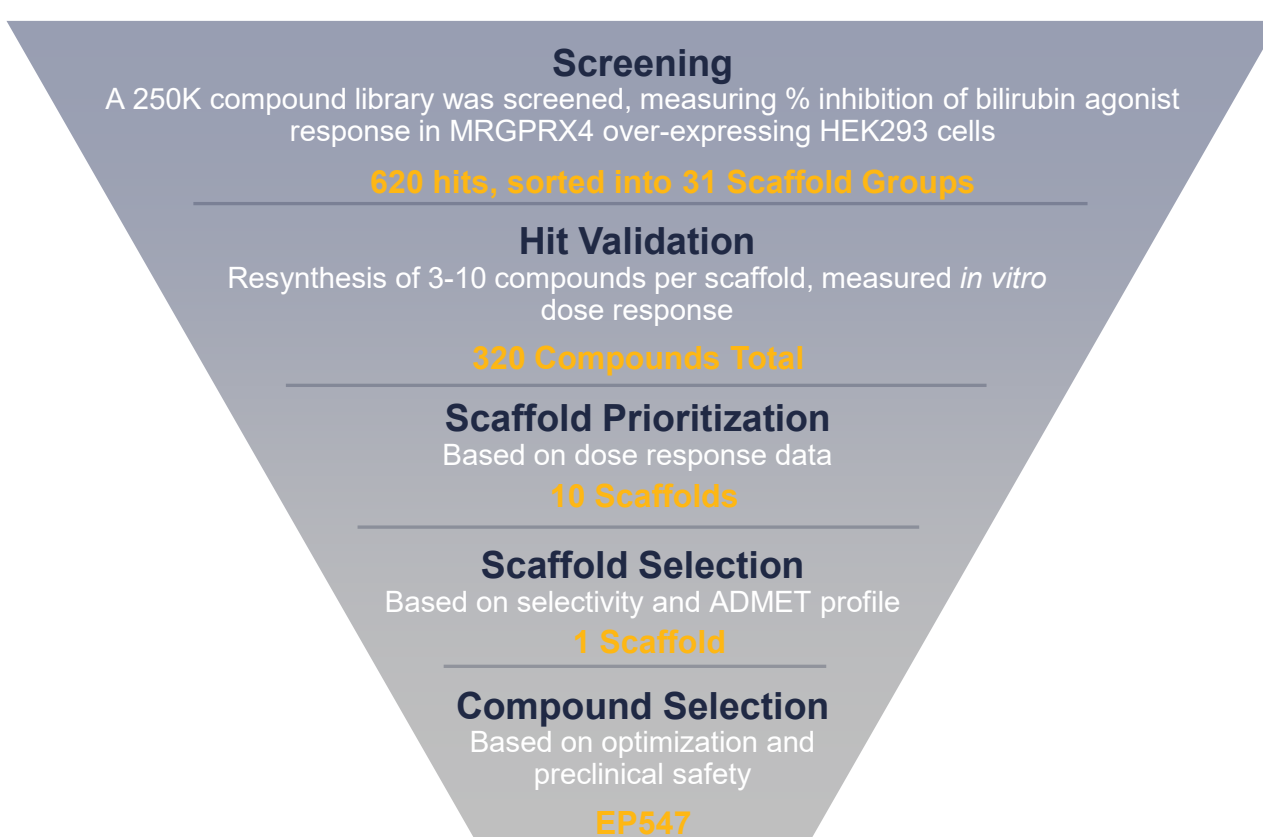 Screening
A 250K compound library was screened, measuring % inhibition of bilirubin agonist
response in MRGPRX4 over-expressing HEK293 cells
620 hits, sorted into 31 Scaffold Groups
Hit Validation
Resynthesis of 3-10 compounds per scaffold, measured in vitro
dose response
320 Compounds Total
Scaffold Prioritization
Based on dose response data
10 Scaffolds
Scaffold Selection
Based on selectivity and ADMET profile
1 Scaffold
Compound Selection
Based on optimization and
preclinical safety
EP547